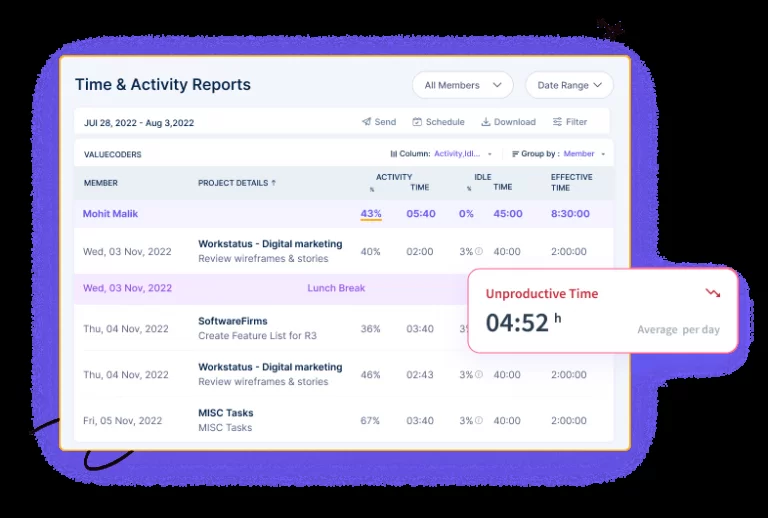 Time & Activity Reports
All Members
Date Range
JUl 28, 2022 - Aug 3,2022
Send
Schedule
Download
Filter
VALUECODERS
Column: Activity,Idl...
Group by : Member
MEMBER
PROJECT DETAILS ↑
ACTIVITY
% TIME
IDLE
% TIME
EFFECTIVE
TIME
Mohit Malik 43% 05:40 0% 45:00 8:30:00
Wed, 03 Nov, 2022
Workstatus - Digital marketing
Review wireframes & stories
40% 02:00 3% 40:00 2:00:00
Wed, 03 Nov, 2022 Lunch Break
Unproductive Time
04:52 h
Average per day
Thu, 04 Nov, 2022
SoftwareFirms
Create Feature List for R3
36% 03:40
Thu, 04 Nov, 2022
Workstatus - Digital marketing
Review wireframes & stories
46% 02:43 3% 40:00 2:00:00
Fri, 05 Nov, 2022
MISC Tasks
MISC Tasks
67% 03:40 3% 40:00 2:00:00